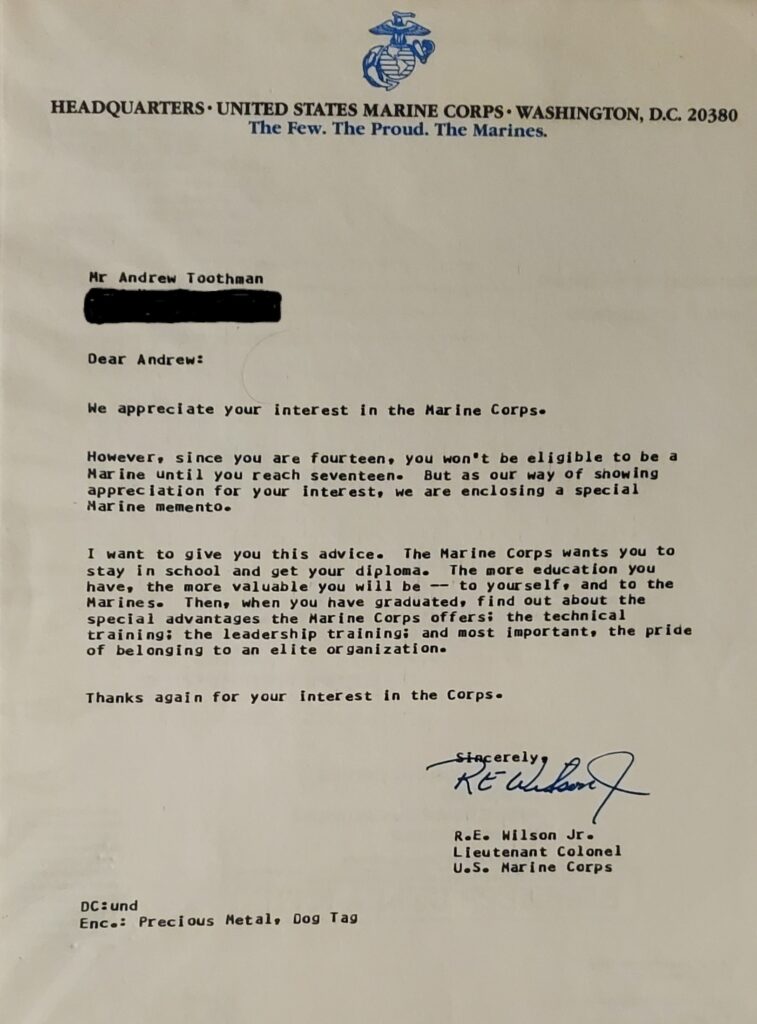 HEADQUARTERS · UNITED STATES MARINE CORPS · WASHINGTON, D.C. 20380
The Few. The Proud. The Marines.
Mr Andrew Toothman
Dear Andrew:
We appreciate your interest in the Marine Corps.
However, since you are fourteen, you won't be eligible to be a
Marine until you reach seventeen. But as our way of showing
appreciation for your interest, we are enclosing a special
Marine memento.
I want to give you this advice. The Marine Corps wants you to
stay in school and get your diploma. The more education you
have, the more valuable you will be -- to yourself, and to the
Marines. Then, when you have graduated, find out about the
special advantages the Marine Corps offers; the technical
training; the leadership training; and most important, the pride
of belonging to an elite organization.
Thanks again for your interest in the Corps.
Sincerely,
R E Wilson Jr
R.E. Wilson Jr.
Lieutenant Colonel
U.S. Marine Corps
DC:und
Enc.: Precious Metal, Dog Tag